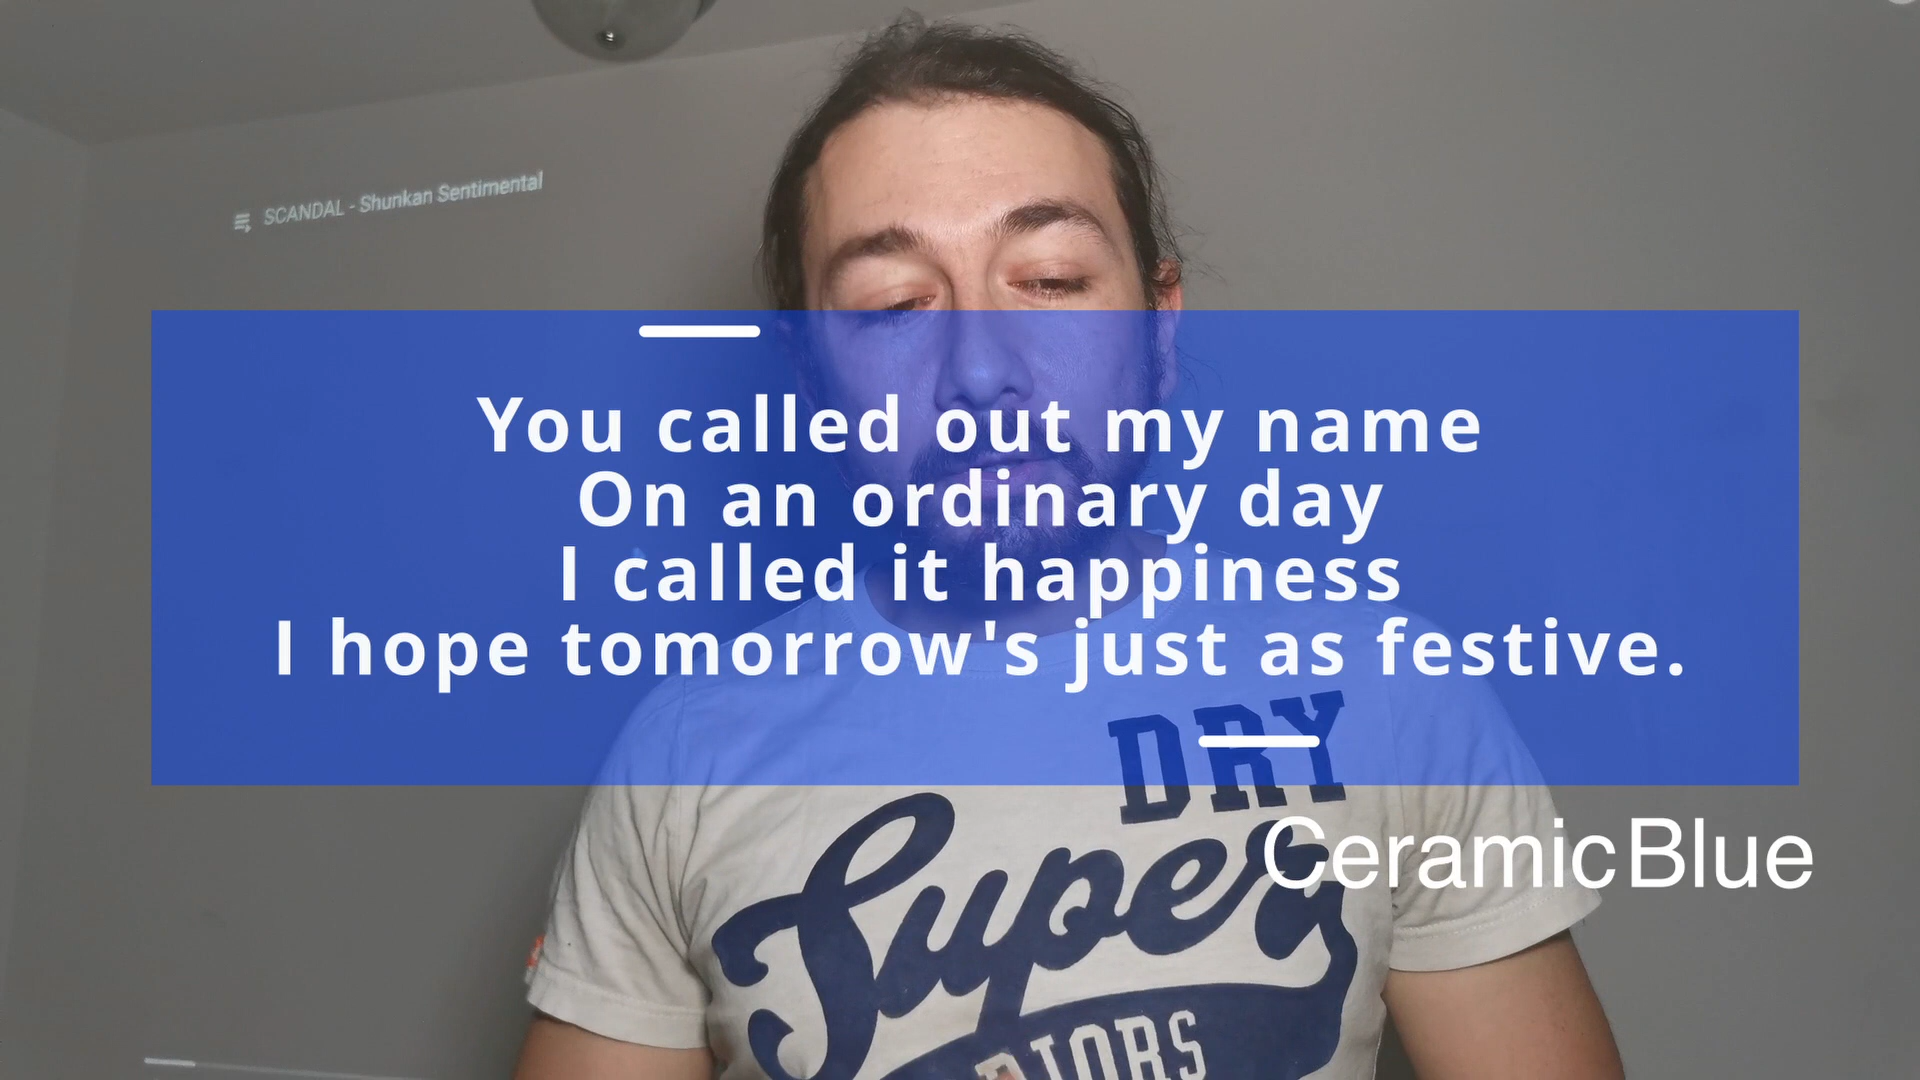 SCANDAL - Shunkan Sentimental
You called out my name
On an ordinary day
I called it happiness
I hope tomorrow's just as festive.
DRY
Super
CeramicBlue